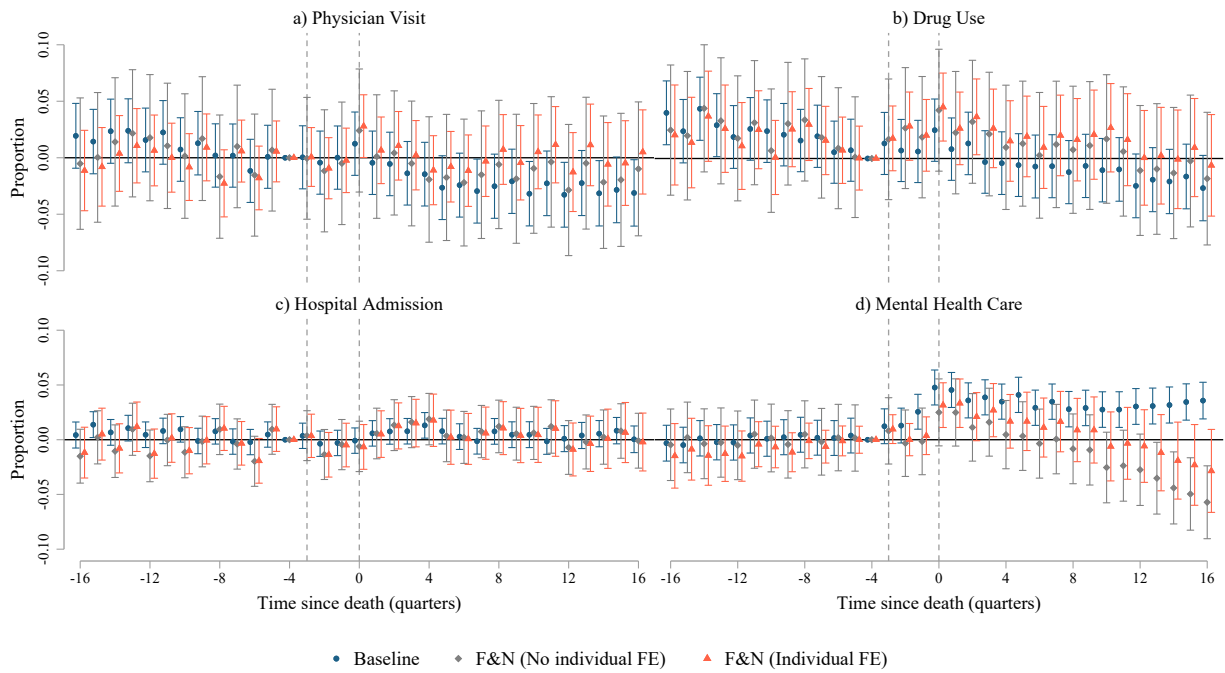 a) Physician Visit
b) Drug Use
Proportion
0.10
0.05
0.00
-0.05
-0.10
c) Hospital Admission
d) Mental Health Care
Proportion
0.10
0.05
0.00
-0.05
-0.10
-16 -12 -8 -4 0 4 8 12 16
-16 -12 -8 -4 0 4 8 12 16
Time since death (quarters)
Time since death (quarters)
Baseline F&N (No individual FE) F&N (Individual FE)